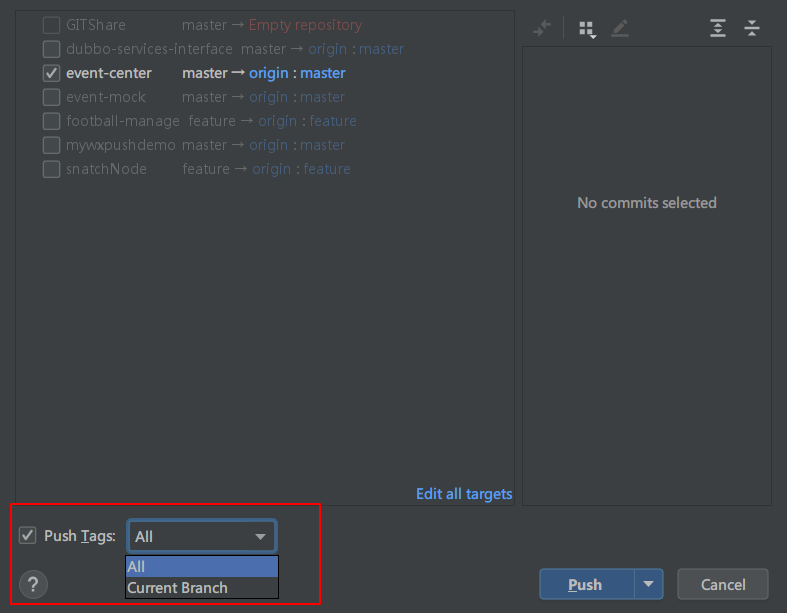 GITShare master → Empty repository
dubbo-services-interface master → origin : master
event-center master → origin : master
event-mock master → origin : master
football-manage feature → origin : feature
mywxpushdemo master → origin : master
snatchNode feature → origin : feature
No commits selected
Edit all targets
Push Tags: All
All
Current Branch
?
Push
Cancel